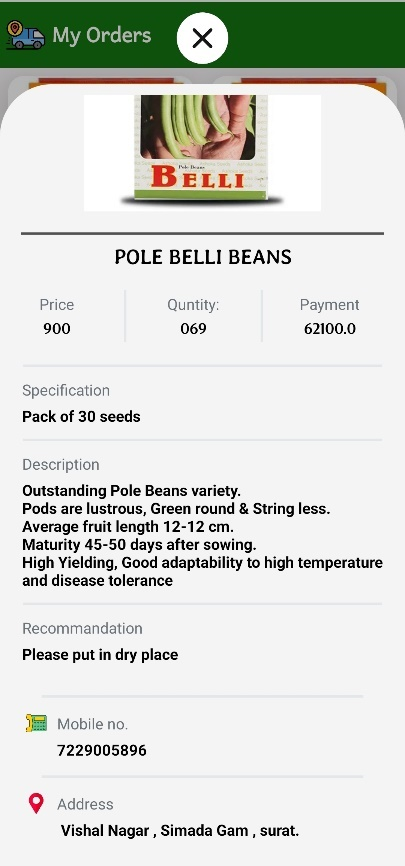 My Orders
Pole Beans
BELLI
POLE BELLI BEANS
Price
Quntity:
Payment
900
069
62100.0
Specification
Pack of 30 seeds
Description
Outstanding Pole Beans variety.
Pods are lustrous, Green round & String less.
Average fruit length 12-12 cm.
Maturity 45-50 days after sowing.
High Yielding, Good adaptability to high temperature
and disease tolerance
Recommandation
Please put in dry place
Mobile no.
7229005896
Address
Vishal Nagar , Simada Gam , surat.